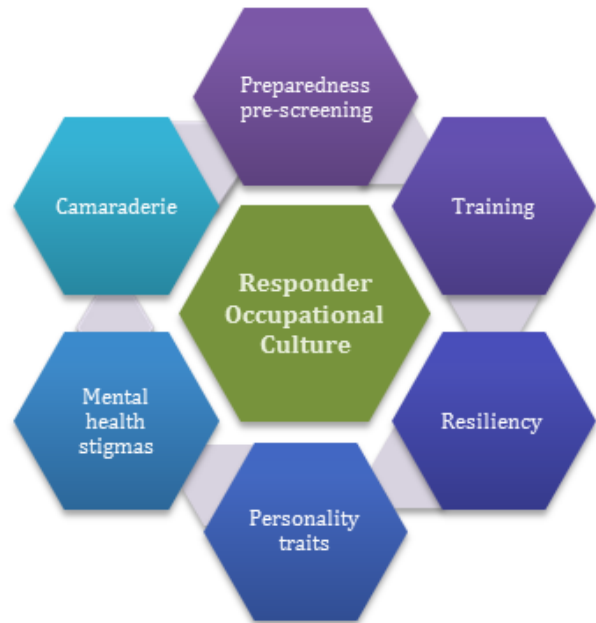 Preparedness
pre-screening
Training
Resiliency
Personality
traits
Mental
health
stigmas
Camaraderie
Responder
Occupational
Culture